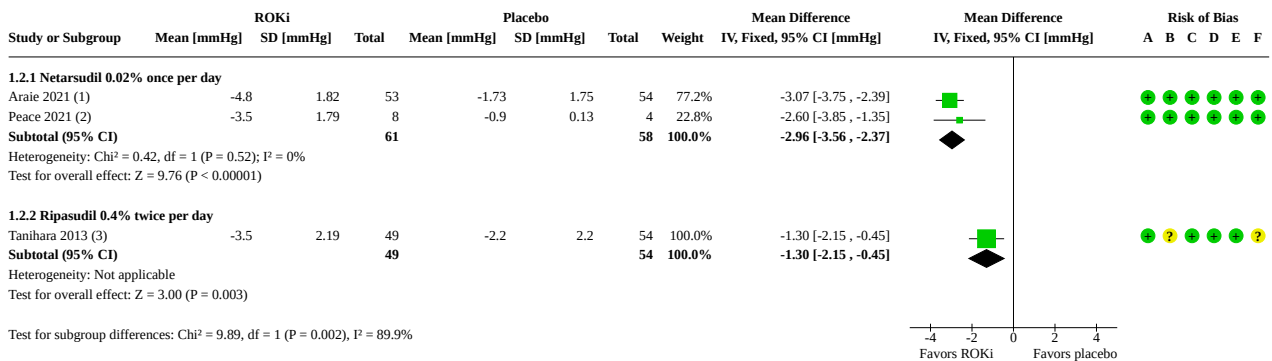 ROKi Placebo Mean Difference Mean Difference Risk of Bias
Study or Subgroup Mean [mmHg] SD [mmHg] Total Mean [mmHg] SD [mmHg] Total Weight IV, Fixed, 95% CI [mmHg] IV, Fixed, 95% CI [mmHg] A B C D E F
1.2.1 Netarsudil 0.02% once per day
Araie 2021 (1) -4.8 1.82 53 -1.73 1.75 54 77.2% -3.07 [-3.75 , -2.39] + + + + + +
Peace 2021 (2) -3.5 1.79 8 -0.9 0.13 4 22.8% -2.60 [-3.85 , -1.35] + + + + + +
Subtotal (95% CI) 61 58 100.0% -2.96 [-3.56 , -2.37]
Heterogeneity: Chi² = 0.42, df = 1 (P = 0.52); I² = 0%
Test for overall effect: Z = 9.76 (P < 0.00001)
1.2.2 Ripasudil 0.4% twice per day
Tanihara 2013 (3) -3.5 2.19 49 -2.2 2.2 54 100.0% -1.30 [-2.15 , -0.45] + ? + + + ?
Subtotal (95% CI) 49 54 100.0% -1.30 [-2.15 , -0.45]
Heterogeneity: Not applicable
Test for overall effect: Z = 3.00 (P = 0.003)
Test for subgroup differences: Chi² = 9.89, df = 1 (P = 0.002), I² = 89.9%
-4 -2 0 2 4
Favors ROKi Favors placebo